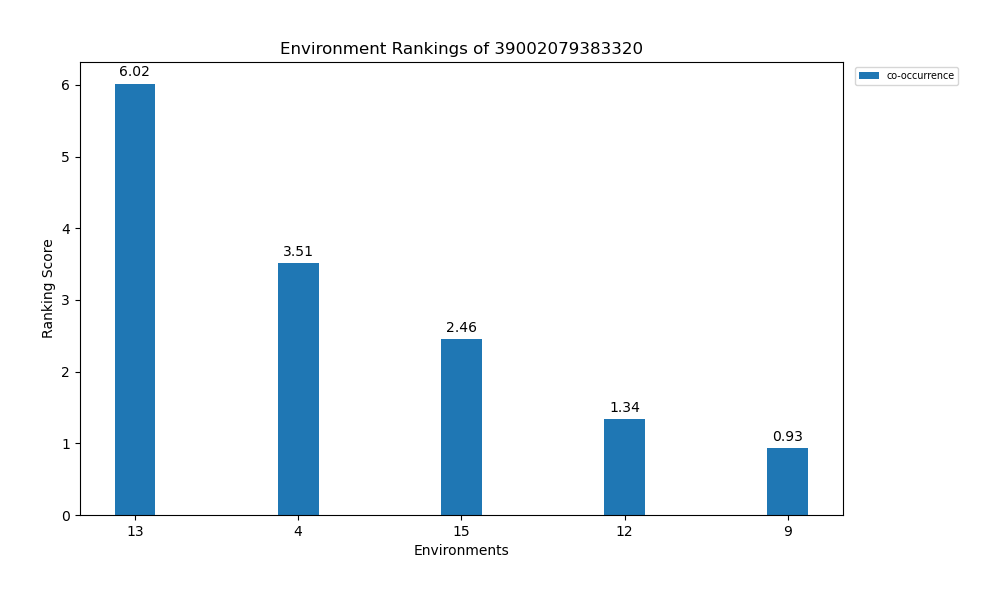 Environment Rankings of 39002079383320
co-occurrence
6.02
3.51
2.46
1.34
0.93
6
5
4
3
2
1
0
Ranking Score
13 4 15 12 9
Environments